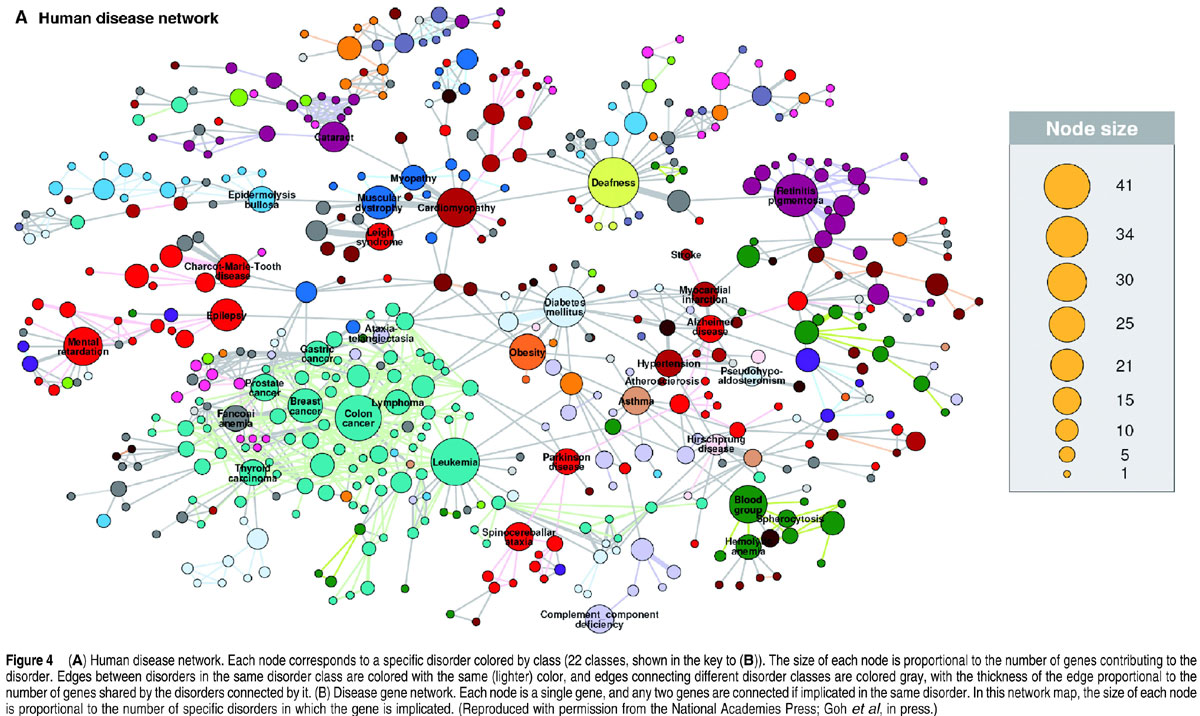 A Human disease network
Cataract
Myopathy
Epidermolysis
bullosa
Muscular
dystrophy
Cardiomyopathy
Deafness
Retinitis
pigmentosa
Leigh
syndrome
Charcot-Marie-Tooth
disease
Stroke
Myocardial
infarction
Diabetes
mellitus
Epilepsy
Alzheimer
disease
Mental
retardation
Ataxia-
telangiectasia
Gastric
cancer
Obesity
Hypertension
Pseudohypo-
aldosteronism
Prostate
cancer
Atherosclerosis
Breast
cancer
Lymphoma
Asthma
Colon
cancer
Fanconi
anemia
Hirschprung
disease
Leukemia
Parkinson
disease
Thyroid
carcinoma
Blood
group
Spherocytosis
Spinocereballar
ataxia
Hemolytic
anemia
Complement component
deficiency
Node size
41
34
30
25
21
15
10
5
1
Figure 4 (A) Human disease network. Each node corresponds to a specific disorder colored by class (22 classes, shown in the key to (B)). The size of each node is proportional to the number of genes contributing to the
disorder. Edges between disorders in the same disorder class are colored with the same (lighter) color, and edges connecting different disorder classes are colored gray, with the thickness of the edge proportional to the
number of genes shared by the disorders connected by it. (B) Disease gene network. Each node is a single gene, and any two genes are connected if implicated in the same disorder. In this network map, the size of each node
is proportional to the number of specific disorders in which the gene is implicated. (Reproduced with permission from the National Academies Press; Goh et al, in press.)